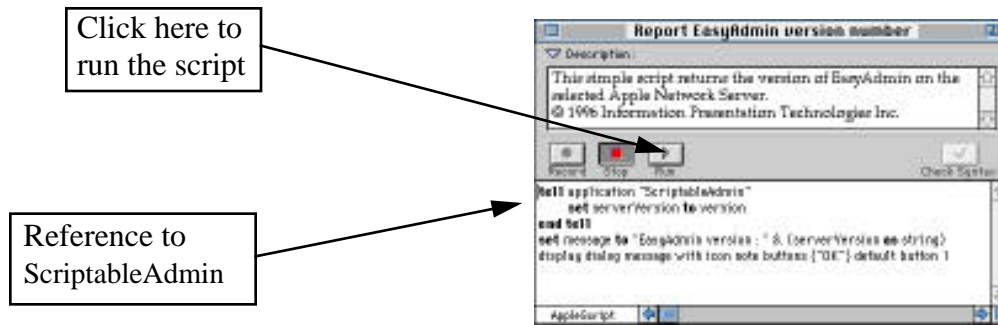 Click here to
run the script
Reference to
ScriptableAdmin
Report EasyAdmin version number
Description:
This simple script returns the version of EasyAdmin on the
selected Apple Network Server.
© 1996 Information Presentation Technologies Inc.
Record Stop Run Check Syntax
tell application "ScriptableAdmin"
set serverVersion to version
end tell
set message to "EasyAdmin version : " & (serverVersion as string)
display dialog message with icon note buttons {"OK"} default button 1
AppleScript